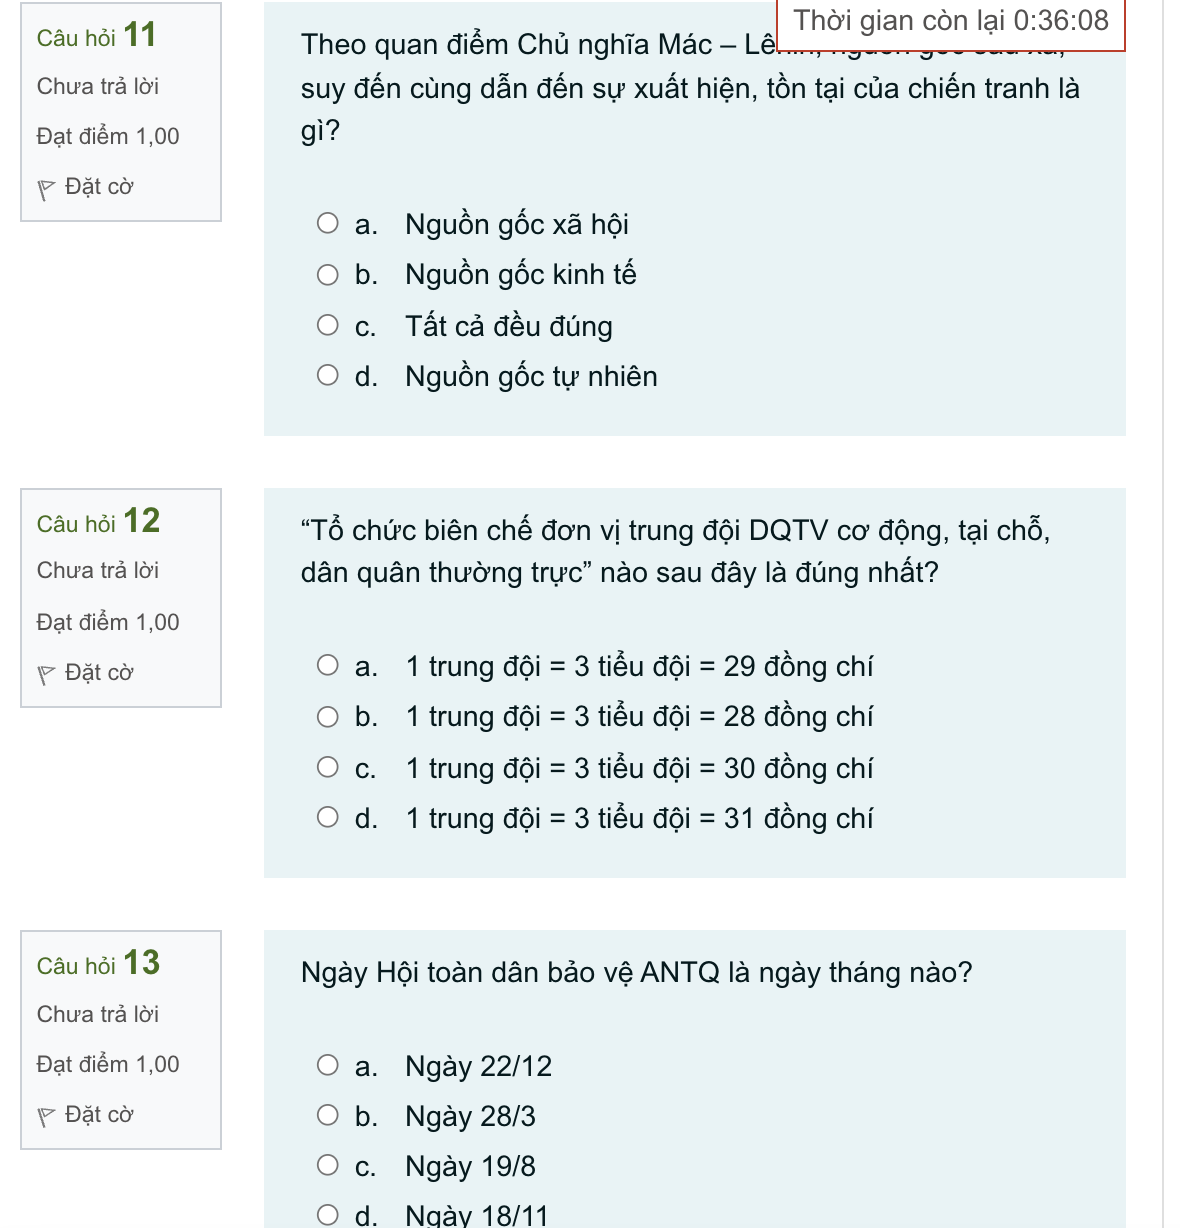 Câu hỏi 11
Chưa trả lời
Đạt điểm 1,00
Đặt cờ
Thời gian còn lại 0:36:08
Theo quan điểm Chủ nghĩa Mác – Lê
suy đến cùng dẫn đến sự xuất hiện, tồn tại của chiến tranh là
gì?
a. Nguồn gốc xã hội
b. Nguồn gốc kinh tế
c. Tất cả đều đúng
d. Nguồn gốc tự nhiên
Câu hỏi 12
Chưa trả lời
Đạt điểm 1,00
Đặt cờ
“Tổ chức biên chế đơn vị trung đội DQTV cơ động, tại chỗ,
dân quân thường trực” nào sau đây là đúng nhất?
a. 1 trung đội = 3 tiểu đội = 29 đồng chí
b. 1 trung đội = 3 tiểu đội = 28 đồng chí
c. 1 trung đội = 3 tiểu đội = 30 đồng chí
d. 1 trung đội = 3 tiểu đội = 31 đồng chí
Câu hỏi 13
Chưa trả lời
Đạt điểm 1,00
Đặt cờ
Ngày Hội toàn dân bảo vệ ANTQ là ngày tháng nào?
a. Ngày 22/12
b. Ngày 28/3
c. Ngày 19/8
d. Ngày 18/11